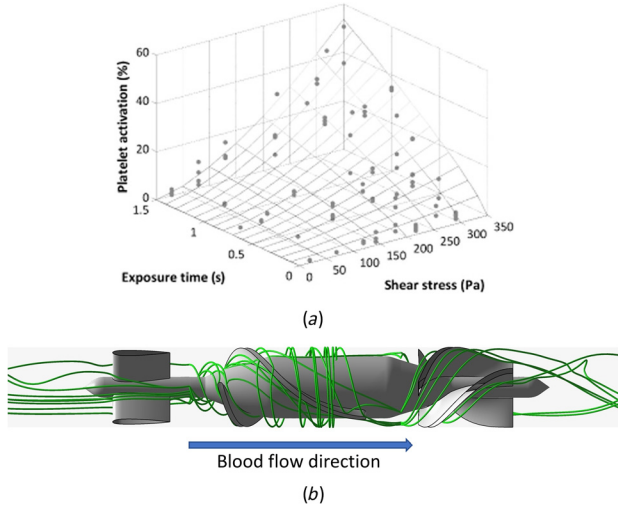 (a)
60
40
20
0
Platelet activation (%)
1.5
1
0.5
0
Exposure time (s)
0
50
100
150
200
250
300
350
Shear stress (Pa)
(a)
Blood flow direction
(b)